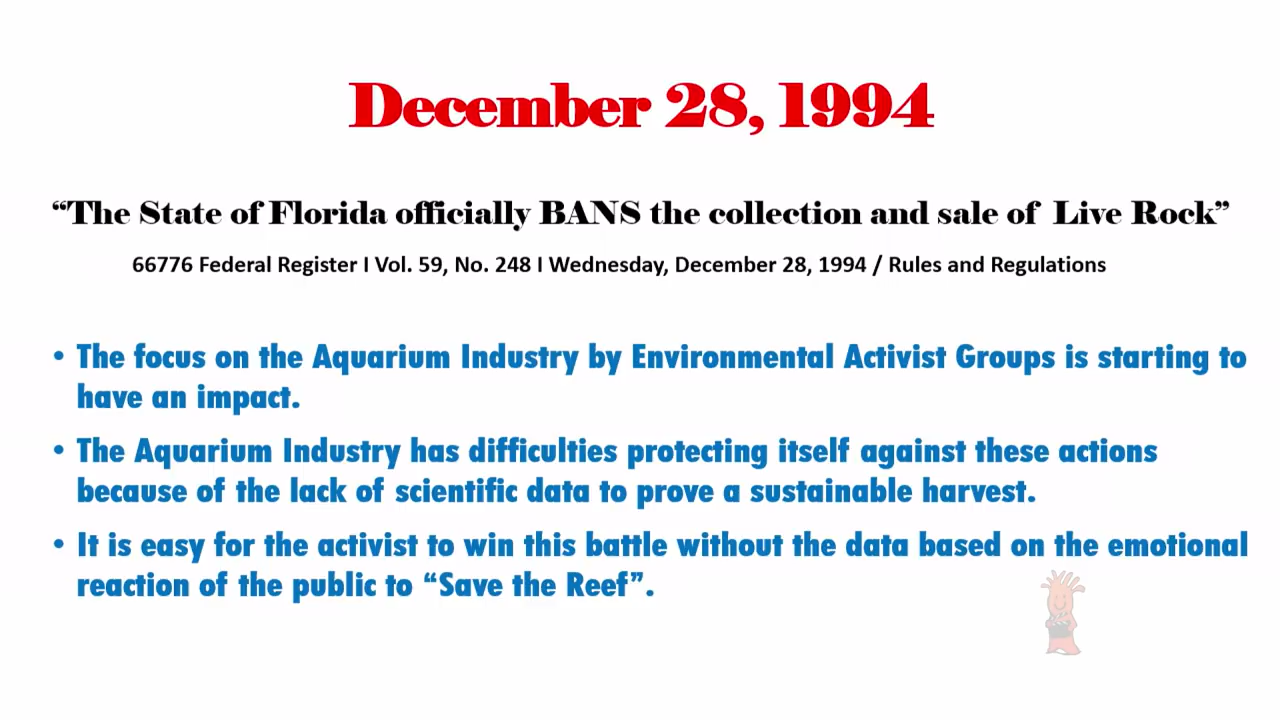 December 28, 1994
“The State of Florida officially BANS the collection and sale of Live Rock”
66776 Federal Register I Vol. 59, No. 248 I Wednesday, December 28, 1994 / Rules and Regulations
• The focus on the Aquarium Industry by Environmental Activist Groups is starting to
have an impact.
• The Aquarium Industry has difficulties protecting itself against these actions
because of the lack of scientific data to prove a sustainable harvest.
• It is easy for the activist to win this battle without the data based on the emotional
reaction of the public to “Save the Reef”.